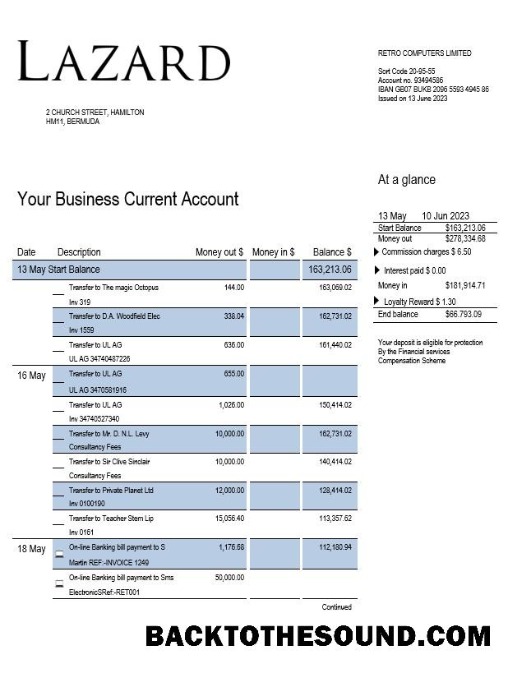 LAZARD
RETRO COMPUTERS LIMITED
Sort Code 20-95-55
Account no. 93494586
IBAN GB07 BUKB 2096 5593 4945 86
Issued on 13 June 2023
2 CHURCH STREET, HAMILTON
HM11, BERMUDA
At a glance
Your Business Current Account
13 May 10 Jun 2023
Start Balance $163,213.06
Money out $278,334.68
Commission charges $ 6.50
Interest paid $ 0.00
Money in $181,914.71
Loyalty Reward $ 1.30
End balance $66.793.09
Your deposit is eligible for protection
By the Financial services
Compensation Scheme
Date Description Money out $ Money in $ Balance $
13 May Start Balance 163,213.06
Transfer to The magic Octopus 144.00 163,069.02
Inv 319
Transfer to D.A. Woodfield Elec 338.04 162,731.02
Inv 1559
Transfer to UL AG 636.00 161,440.02
UL AG 34740487226
16 May Transfer to UL AG 655.00
UL AG 3470581916
Transfer to UL AG 1,026.00 150,414.02
Inv 34740527340
Transfer to Mr. D. N.L. Levy 10,000.00 162,731.02
Consultancy Fees
Transfer to Sir Clive Sinclair 10,000.00 140,414.02
Consultancy Fees
Transfer to Private Planet Ltd 12,000.00 128,414.02
Inv 0100190
Transfer to Teacher Stern Lip 15,056.40 113,357.62
Inv 0161
18 May On-line Banking bill payment to S 1,176.68 112,180.94
Martin REF:-INVOICE 1249
On-line Banking bill payment to Sms 50,000.00
ElectronicSRef:-RET001
Continued
BACKTOTHESOUND.COM